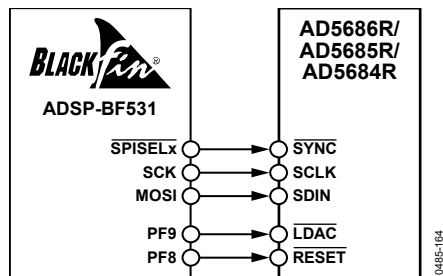 BLACKfin®
ADSP-BF531
AD5686R/
AD5685R/
AD5684R
SPISELx SYNC
SCK SCLK
MOSI SDIN
PF9 LDAC
PF8 RESET
0485-164